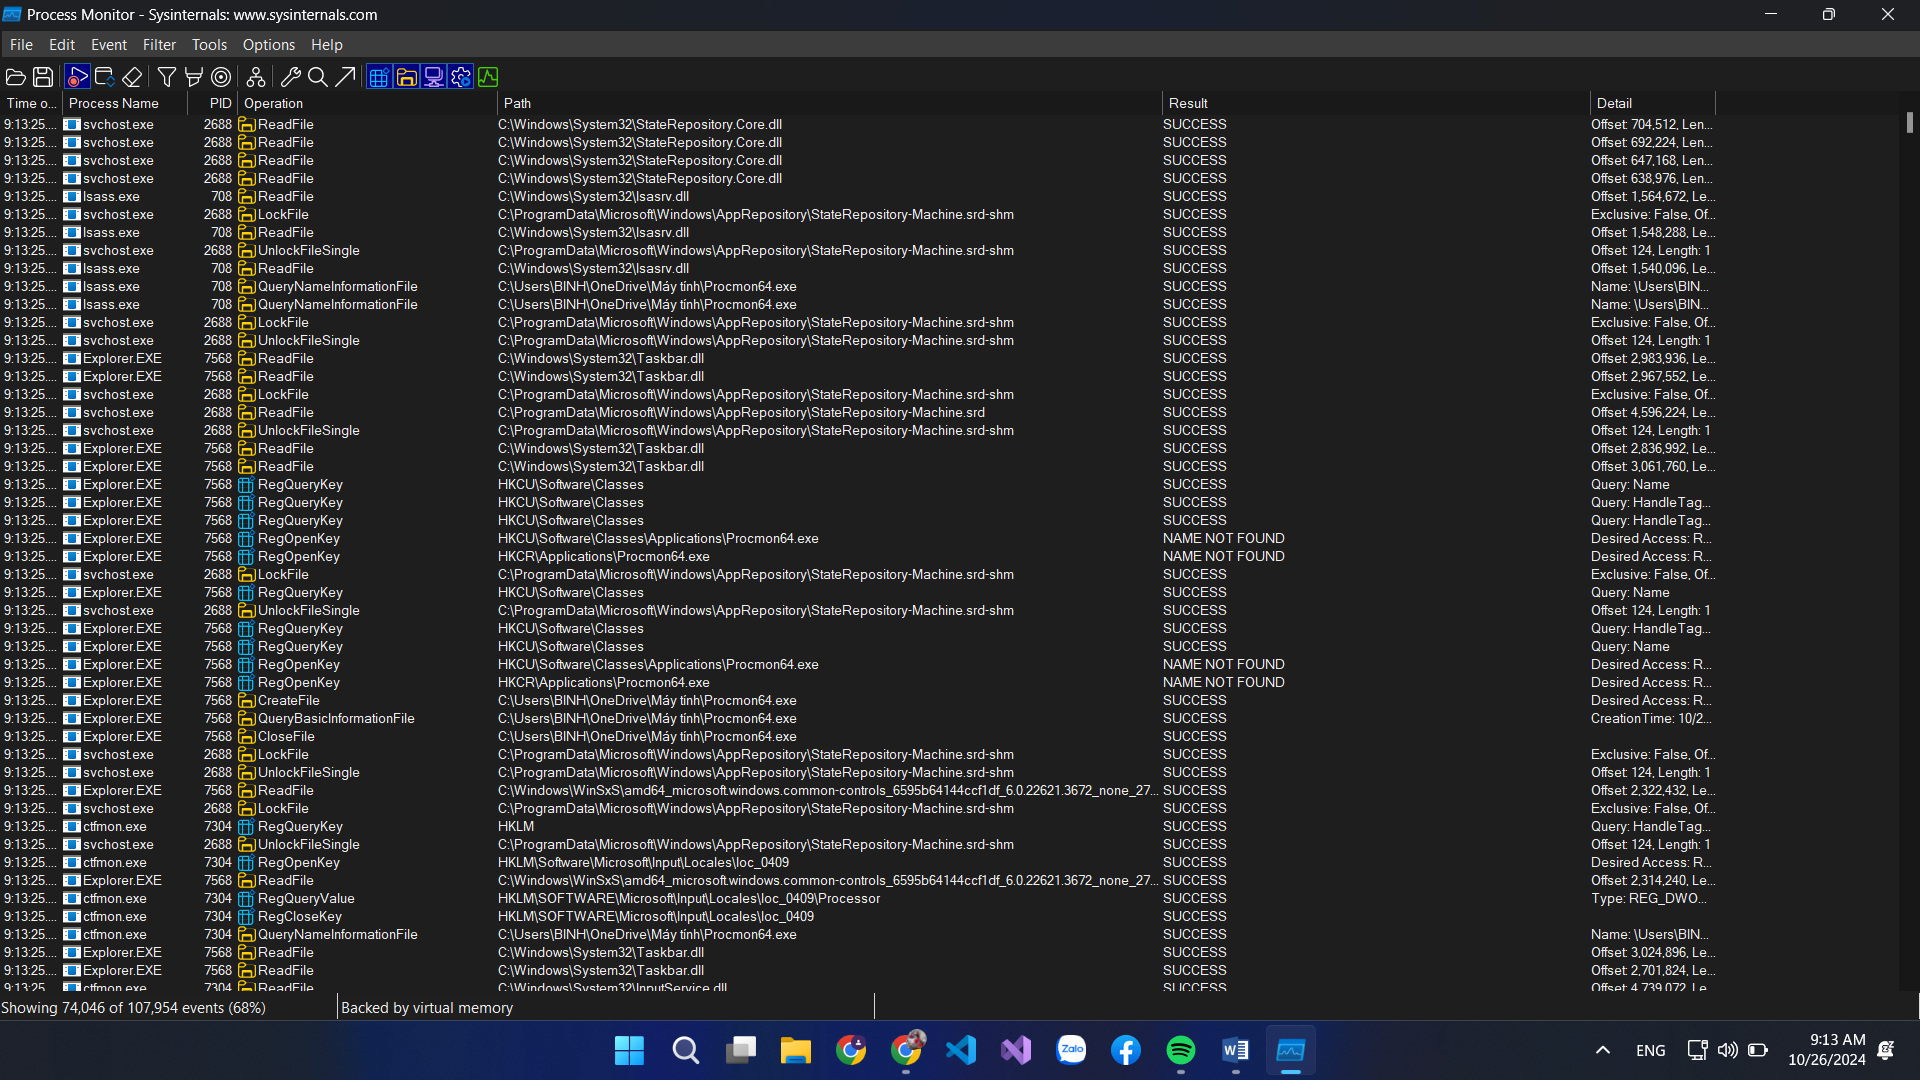 Process Monitor - Sysinternals: www.sysinternals.com
File Edit Event Filter Tools Options Help
Time o... Process Name PID Operation Path Result Detail
9:13:25.... svchost.exe 2688 ReadFile C:\Windows\System32\StateRepository.Core.dll SUCCESS Offset: 704,512, Len...
9:13:25.... svchost.exe 2688 ReadFile C:\Windows\System32\StateRepository.Core.dll SUCCESS Offset: 692,224, Len...
9:13:25.... svchost.exe 2688 ReadFile C:\Windows\System32\StateRepository.Core.dll SUCCESS Offset: 647,168, Len...
9:13:25.... svchost.exe 2688 ReadFile C:\Windows\System32\StateRepository.Core.dll SUCCESS Offset: 638,976, Len...
9:13:25.... lsass.exe 708 ReadFile C:\Windows\System32\lsasrv.dll SUCCESS Offset: 1,564,672, Le...
9:13:25.... svchost.exe 2688 LockFile C:\ProgramData\Microsoft\Windows\AppRepository\StateRepository-Machine.srd-shm SUCCESS Exclusive: False, Of...
9:13:25.... lsass.exe 708 ReadFile C:\Windows\System32\lsasrv.dll SUCCESS Offset: 1,548,288, Le...
9:13:25.... svchost.exe 2688 UnlockFileSingle C:\ProgramData\Microsoft\Windows\AppRepository\StateRepository-Machine.srd-shm SUCCESS Offset: 124, Length: 1
9:13:25.... lsass.exe 708 ReadFile C:\Windows\System32\lsasrv.dll SUCCESS Offset: 1,540,096, Le...
9:13:25.... lsass.exe 708 QueryNameInformationFile C:\Users\BINH\OneDrive\Máy tính\Procmon64.exe SUCCESS Name: \Users\BIN...
9:13:25.... lsass.exe 708 QueryNameInformationFile C:\Users\BINH\OneDrive\Máy tính\Procmon64.exe SUCCESS Name: \Users\BIN...
9:13:25.... svchost.exe 2688 LockFile C:\ProgramData\Microsoft\Windows\AppRepository\StateRepository-Machine.srd-shm SUCCESS Exclusive: False, Of...
9:13:25.... svchost.exe 2688 UnlockFileSingle C:\ProgramData\Microsoft\Windows\AppRepository\StateRepository-Machine.srd-shm SUCCESS Offset: 124, Length: 1
9:13:25.... Explorer.EXE 7568 ReadFile C:\Windows\System32\Taskbar.dll SUCCESS Offset: 2,983,936, Le...
9:13:25.... Explorer.EXE 7568 ReadFile C:\Windows\System32\Taskbar.dll SUCCESS Offset: 2,967,552, Le...
9:13:25.... svchost.exe 2688 LockFile C:\ProgramData\Microsoft\Windows\AppRepository\StateRepository-Machine.srd-shm SUCCESS Exclusive: False, Of...
9:13:25.... svchost.exe 2688 ReadFile C:\ProgramData\Microsoft\Windows\AppRepository\StateRepository-Machine.srd SUCCESS Offset: 4,596,224, Le...
9:13:25.... svchost.exe 2688 UnlockFileSingle C:\ProgramData\Microsoft\Windows\AppRepository\StateRepository-Machine.srd-shm SUCCESS Offset: 124, Length: 1
9:13:25.... Explorer.EXE 7568 ReadFile C:\Windows\System32\Taskbar.dll SUCCESS Offset: 2,836,992, Le...
9:13:25.... Explorer.EXE 7568 ReadFile C:\Windows\System32\Taskbar.dll SUCCESS Offset: 3,061,760, Le...
9:13:25.... Explorer.EXE 7568 RegQueryKey HKCU\Software\Classes SUCCESS Query: Name
9:13:25.... Explorer.EXE 7568 RegQueryKey HKCU\Software\Classes SUCCESS Query: HandleTag...
9:13:25.... Explorer.EXE 7568 RegQueryKey HKCU\Software\Classes SUCCESS Query: HandleTag...
9:13:25.... Explorer.EXE 7568 RegOpenKey HKCU\Software\Classes\Applications\Procmon64.exe NAME NOT FOUND Desired Access: R...
9:13:25.... Explorer.EXE 7568 RegOpenKey HKCR\Applications\Procmon64.exe NAME NOT FOUND Desired Access: R...
9:13:25.... svchost.exe 2688 LockFile C:\ProgramData\Microsoft\Windows\AppRepository\StateRepository-Machine.srd-shm SUCCESS Exclusive: False, Of...
9:13:25.... Explorer.EXE 7568 RegQueryKey HKCU\Software\Classes SUCCESS Query: Name
9:13:25.... svchost.exe 2688 UnlockFileSingle C:\ProgramData\Microsoft\Windows\AppRepository\StateRepository-Machine.srd-shm SUCCESS Offset: 124, Length: 1
9:13:25.... Explorer.EXE 7568 RegQueryKey HKCU\Software\Classes SUCCESS Query: HandleTag...
9:13:25.... Explorer.EXE 7568 RegQueryKey HKCU\Software\Classes SUCCESS Query: Name
9:13:25.... Explorer.EXE 7568 RegOpenKey HKCU\Software\Classes\Applications\Procmon64.exe NAME NOT FOUND Desired Access: R...
9:13:25.... Explorer.EXE 7568 RegOpenKey HKCR\Applications\Procmon64.exe NAME NOT FOUND Desired Access: R...
9:13:25.... Explorer.EXE 7568 CreateFile C:\Users\BINH\OneDrive\Máy tính\Procmon64.exe SUCCESS Desired Access: R...
9:13:25.... Explorer.EXE 7568 QueryBasicInformationFile C:\Users\BINH\OneDrive\Máy tính\Procmon64.exe SUCCESS CreationTime: 10/2...
9:13:25.... Explorer.EXE 7568 CloseFile C:\Users\BINH\OneDrive\Máy tính\Procmon64.exe SUCCESS
9:13:25.... svchost.exe 2688 LockFile C:\ProgramData\Microsoft\Windows\AppRepository\StateRepository-Machine.srd-shm SUCCESS Exclusive: False, Of...
9:13:25.... svchost.exe 2688 UnlockFileSingle C:\ProgramData\Microsoft\Windows\AppRepository\StateRepository-Machine.srd-shm SUCCESS Offset: 124, Length: 1
9:13:25.... Explorer.EXE 7568 ReadFile C:\Windows\WinSxS\amd64_microsoft.windows.common-controls_6595b64144ccf1df_6.0.22621.3672_none_27... SUCCESS Offset: 2,322,432, Le...
9:13:25.... svchost.exe 2688 LockFile C:\ProgramData\Microsoft\Windows\AppRepository\StateRepository-Machine.srd-shm SUCCESS Exclusive: False, Of...
9:13:25.... ctfmon.exe 7304 RegQueryKey HKLM SUCCESS Query: HandleTag...
9:13:25.... svchost.exe 2688 UnlockFileSingle C:\ProgramData\Microsoft\Windows\AppRepository\StateRepository-Machine.srd-shm SUCCESS Offset: 124, Length: 1
9:13:25.... ctfmon.exe 7304 RegOpenKey HKLM\Software\Microsoft\Input\Locales\loc_0409 SUCCESS Desired Access: R...
9:13:25.... Explorer.EXE 7568 ReadFile C:\Windows\WinSxS\amd64_microsoft.windows.common-controls_6595b64144ccf1df_6.0.22621.3672_none_27... SUCCESS Offset: 2,314,240, Le...
9:13:25.... ctfmon.exe 7304 RegQueryValue HKLM\SOFTWARE\Microsoft\Input\Locales\loc_0409\Processor SUCCESS Type: REG_DWO...
9:13:25.... ctfmon.exe 7304 RegCloseKey HKLM\SOFTWARE\Microsoft\Input\Locales\loc_0409 SUCCESS
9:13:25.... ctfmon.exe 7304 QueryNameInformationFile C:\Users\BINH\OneDrive\Máy tính\Procmon64.exe SUCCESS Name: \Users\BIN...
9:13:25.... Explorer.EXE 7568 ReadFile C:\Windows\System32\Taskbar.dll SUCCESS Offset: 3,024,896, Le...
9:13:25.... Explorer.EXE 7568 ReadFile C:\Windows\System32\Taskbar.dll SUCCESS Offset: 2,701,824, Le...
9:13:25.... ctfmon.exe 7304 ReadFile C:\Windows\System32\InputService.dll SUCCESS Offset: 4,739,072, Le...
Showing 74,046 of 107,954 events (68%) Backed by virtual memory
Zalo
ENG
9:13 AM
10/26/2024